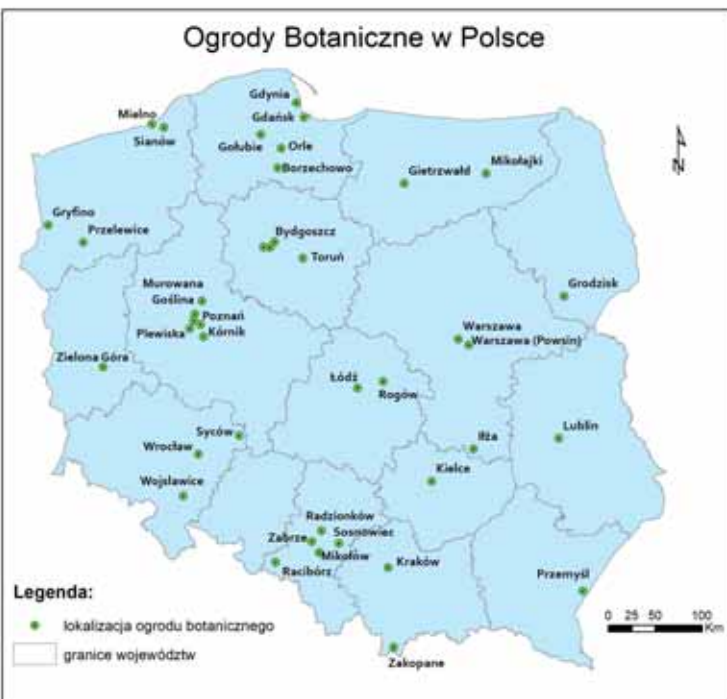 Ogrody Botaniczne w Polsce
Gdynia
Mielno
Gdańsk
Sianów
Gołubie
Orle
Borzechowo
Gietrzwałd
Mikołajki
Gryfino
Przelewice
Bydgoszcz
Toruń
Murowana
Goślina
Grodzisk
Poznań
Plewiska
Kórnik
Warszawa
Warszawa (Powsin)
Zielona Góra
Łódź
Rogów
Syców
Wrocław
Iłża
Lublin
Kielce
Wojsławice
Radzionków
Zabrze
Sosnowiec
Mikołów
Racibórz
Kraków
Przemyśl
Zakopane
Legenda:
lokalizacja ogrodu botanicznego
granice województw
0 25 50 100
Km
N